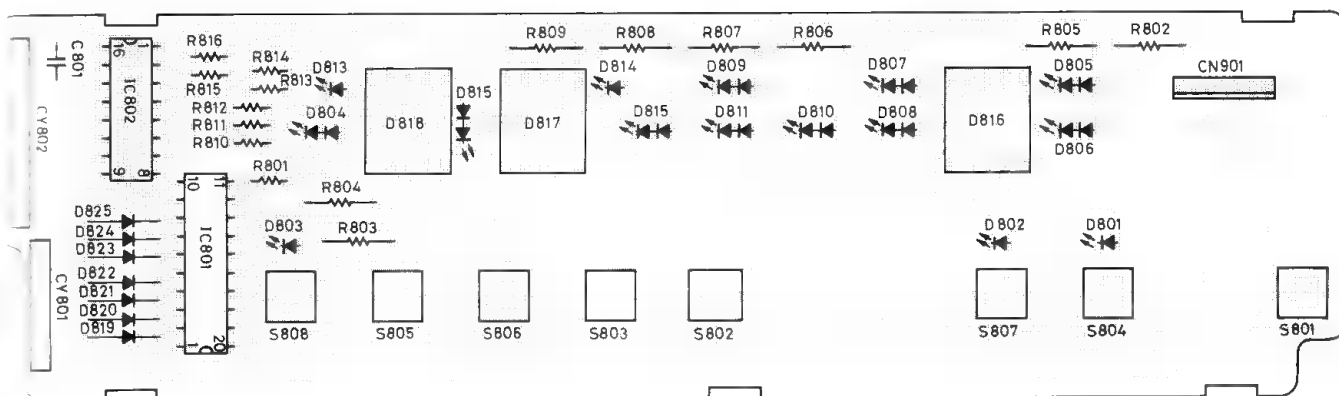 R809 R808 R807 R806 R805 R802
R816 R814 D813 D814 D809 D807 D805 CN901
C801 16 1 IC802 9 8
R815 R813
R812 D804 D815 D815 D811 D810 D808 D806
R811
R810
D818 D817 D816
CY802
R801
R804
10 11 IC801 1 20
D825
D824
D823
D822
D821
D820
D819
CY801
D803 R803 D802 D801
S808 S805 S806 S803 S802 S807 S804 S801